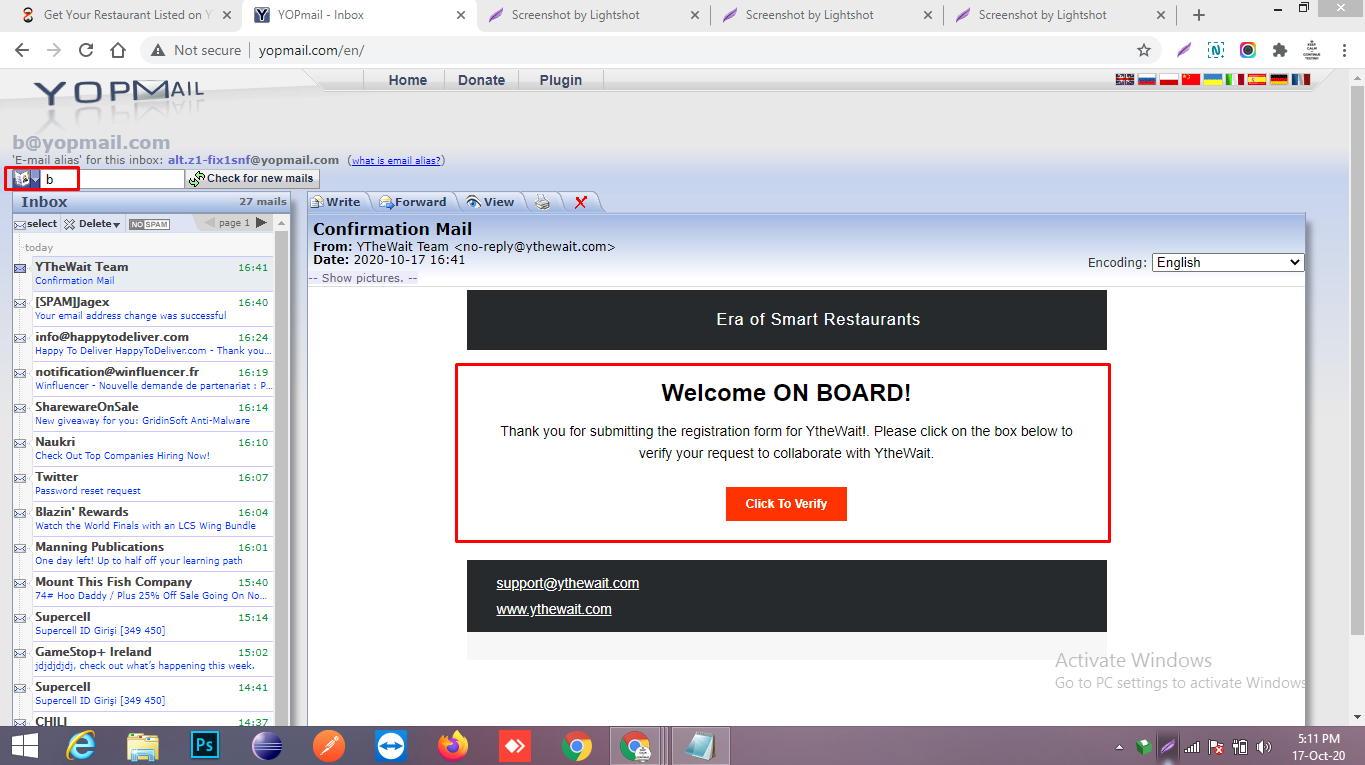 Get Your Restaurant Listed on Y
YOPmail - Inbox
Screenshot by Lightshot
Screenshot by Lightshot
Screenshot by Lightshot
Not secure
yopmail.com/en/
YOPMAIL
Home
Donate
Plugin
b@yopmail.com
'E-mail alias' for this inbox: alt.z1-fix1snf@yopmail.com (what is email alias?)
b
Check for new mails
Inbox
27 mails
select
Delete
NO SPAM
page 1
today
YTheWait Team 16:41
Confirmation Mail
[SPAM]Jagex 16:40
Your email address change was successful
info@happytodeliver.com 16:24
Happy To Deliver HappyToDeliver.com - Thank you...
notification@winfluencer.fr 16:19
Winfluencer - Nouvelle demande de partenariat : P...
SharewareOnSale 16:14
New giveaway for you: GridinSoft Anti-Malware
Naukri 16:10
Check Out Top Companies Hiring Now!
Twitter 16:07
Password reset request
Blazin' Rewards 16:04
Watch the World Finals with an LCS Wing Bundle
Manning Publications 16:01
One day left! Up to half off your learning path
Mount This Fish Company 15:40
74# Hoo Daddy / Plus 25% Off Sale Going On No...
Supercell 15:14
Supercell ID Girişi [349 450]
GameStop+ Ireland 15:02
jdjdjdjdj, check out what's happening this week.
Supercell 14:41
Supercell ID Girişi [349 450]
CHILI 14:37
Write
Forward
View
Confirmation Mail
From: YTheWait Team <no-reply@ythewait.com>
Date: 2020-10-17 16:41
Encoding: English
-- Show pictures. --
Era of Smart Restaurants
Welcome ON BOARD!
Thank you for submitting the registration form for YtheWait!. Please click on the box below to
verify your request to collaborate with YtheWait.
Click To Verify
support@ythewait.com
www.ythewait.com
Activate Windows
Go to PC settings to activate Windows.
Ps
5:11 PM
17-Oct-20